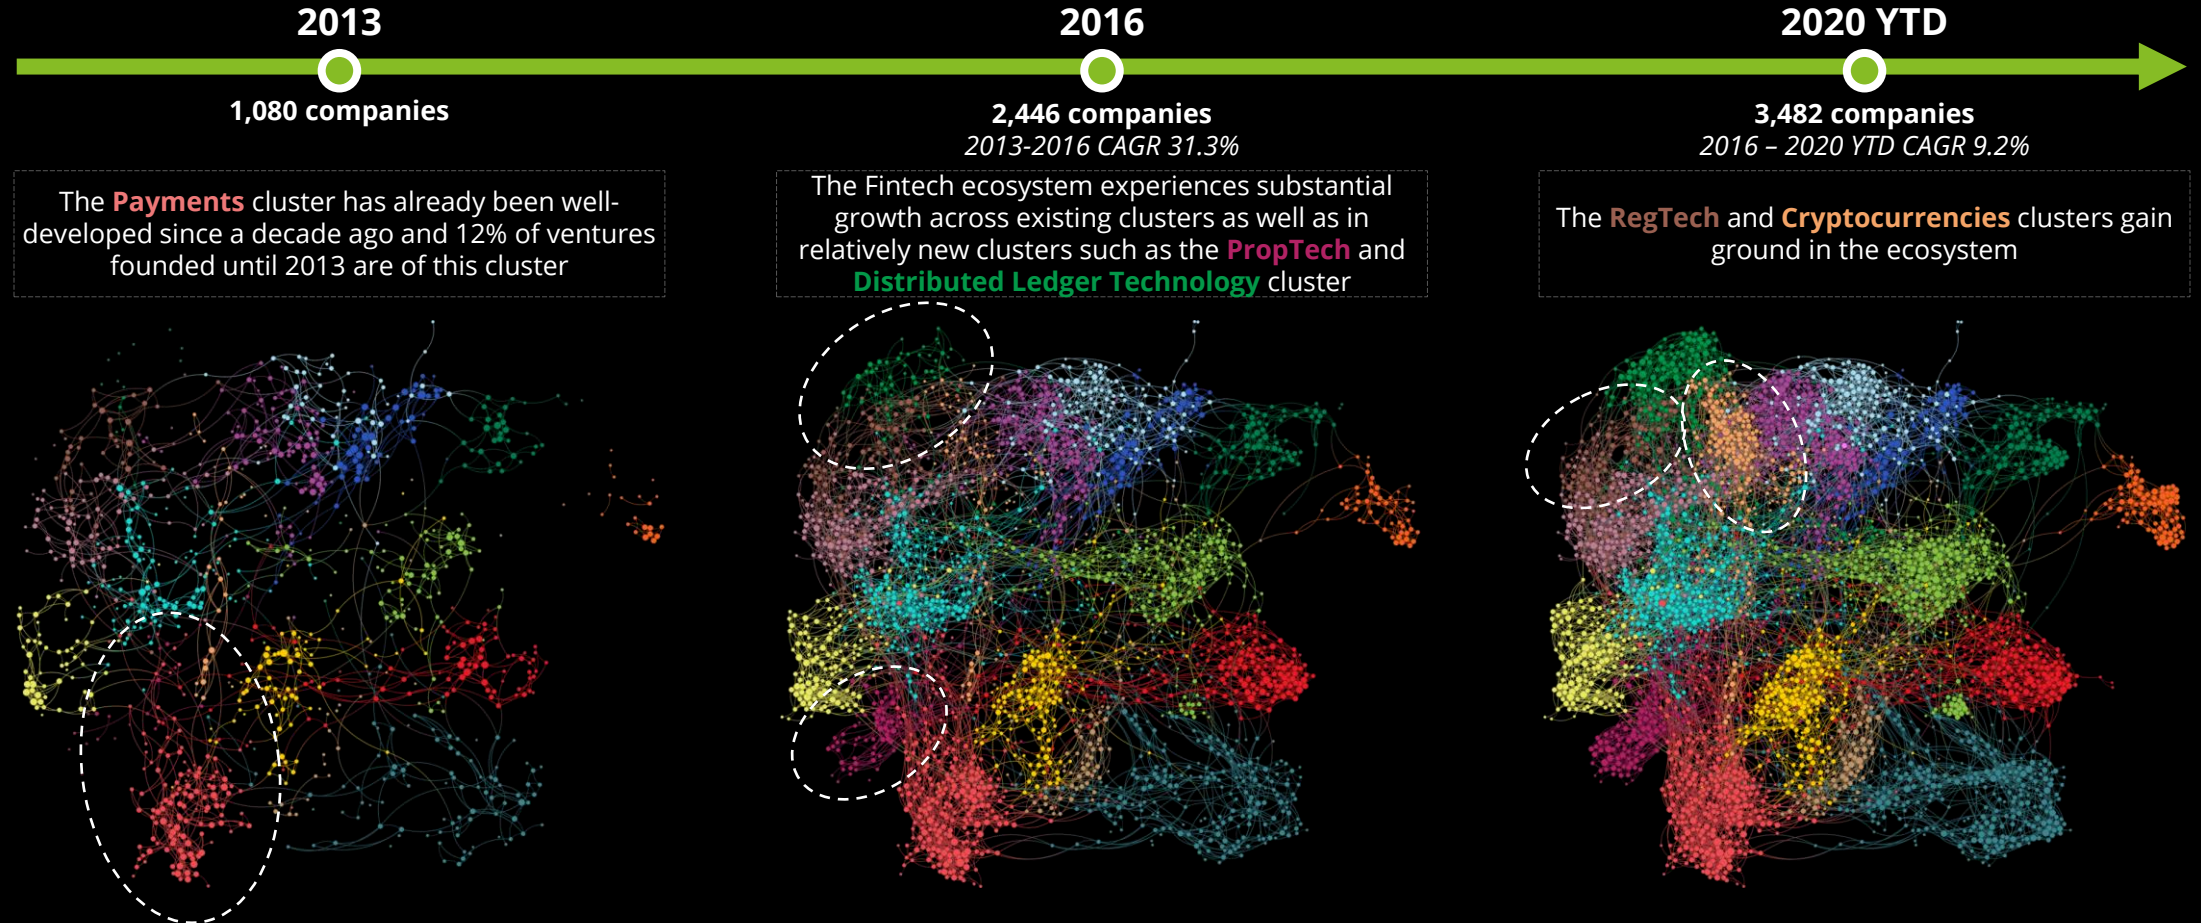 2013
1,080 companies
The Payments cluster has already been well-
developed since a decade ago and 12% of ventures
founded until 2013 are of this cluster
2016
2,446 companies
2013-2016 CAGR 31.3%
The Fintech ecosystem experiences substantial
growth across existing clusters as well as in
relatively new clusters such as the PropTech and
Distributed Ledger Technology cluster
2020 YTD
3,482 companies
2016 – 2020 YTD CAGR 9.2%
The RegTech and Cryptocurrencies clusters gain
ground in the ecosystem